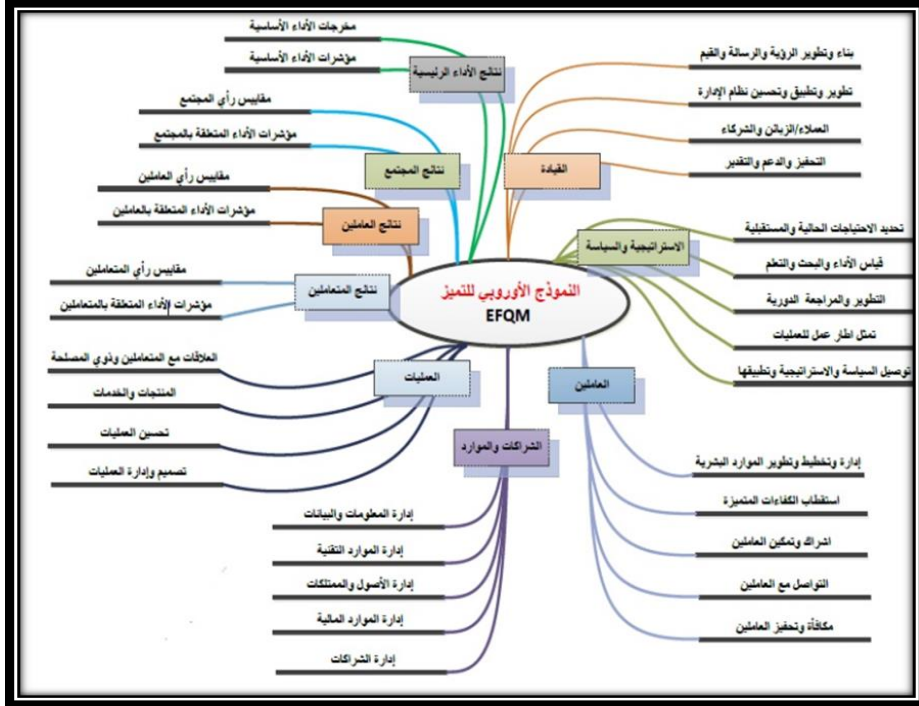 النموذج الأوروبي للتميز
EFQM
القيادة
بناء وتطوير الرؤية والرسالة والقيم
تطوير وتطبيق وتحسين نظام الإدارة
العملاء/الزبائن والشركاء
التحفيز والدعم والتقدير
الاستراتيجية والسياسة
تحديد الاحتياجات الحالية والمستقبلية
قياس الأداء والبحث والتعلم
التطوير والمراجعة الدورية
تمثل اطار عمل للعمليات
توصيل السياسة والاستراتيجية وتطبيقها
العاملين
إدارة وتخطيط وتطوير الموارد البشرية
استقطاب الكفاءات المتميزة
اشراك وتمكين العاملين
التواصل مع العاملين
مكافأة وتحفيز العاملين
الشراكات والموارد
إدارة المعلومات والبيانات
إدارة الموارد التقنية
إدارة الأصول والممتلكات
إدارة الموارد المالية
إدارة الشراكات
العمليات
العلاقات مع المتعاملين وذوي المصلحة
المنتجات والخدمات
تحسين العمليات
تصميم وإدارة العمليات
نتائج المتعاملين
مقاييس رأي المتعاملين
مؤشرات الأداء المتعلقة بالمتعاملين
نتائج العاملين
مقاييس رأي العاملين
مؤشرات الأداء المتعلقة بالعاملين
نتائج المجتمع
مقاييس رأي المجتمع
مؤشرات الأداء المتعلقة بالمجتمع
نتائج الأداء الرئيسية
مخرجات الأداء الأساسية
مؤشرات الأداء الأساسية